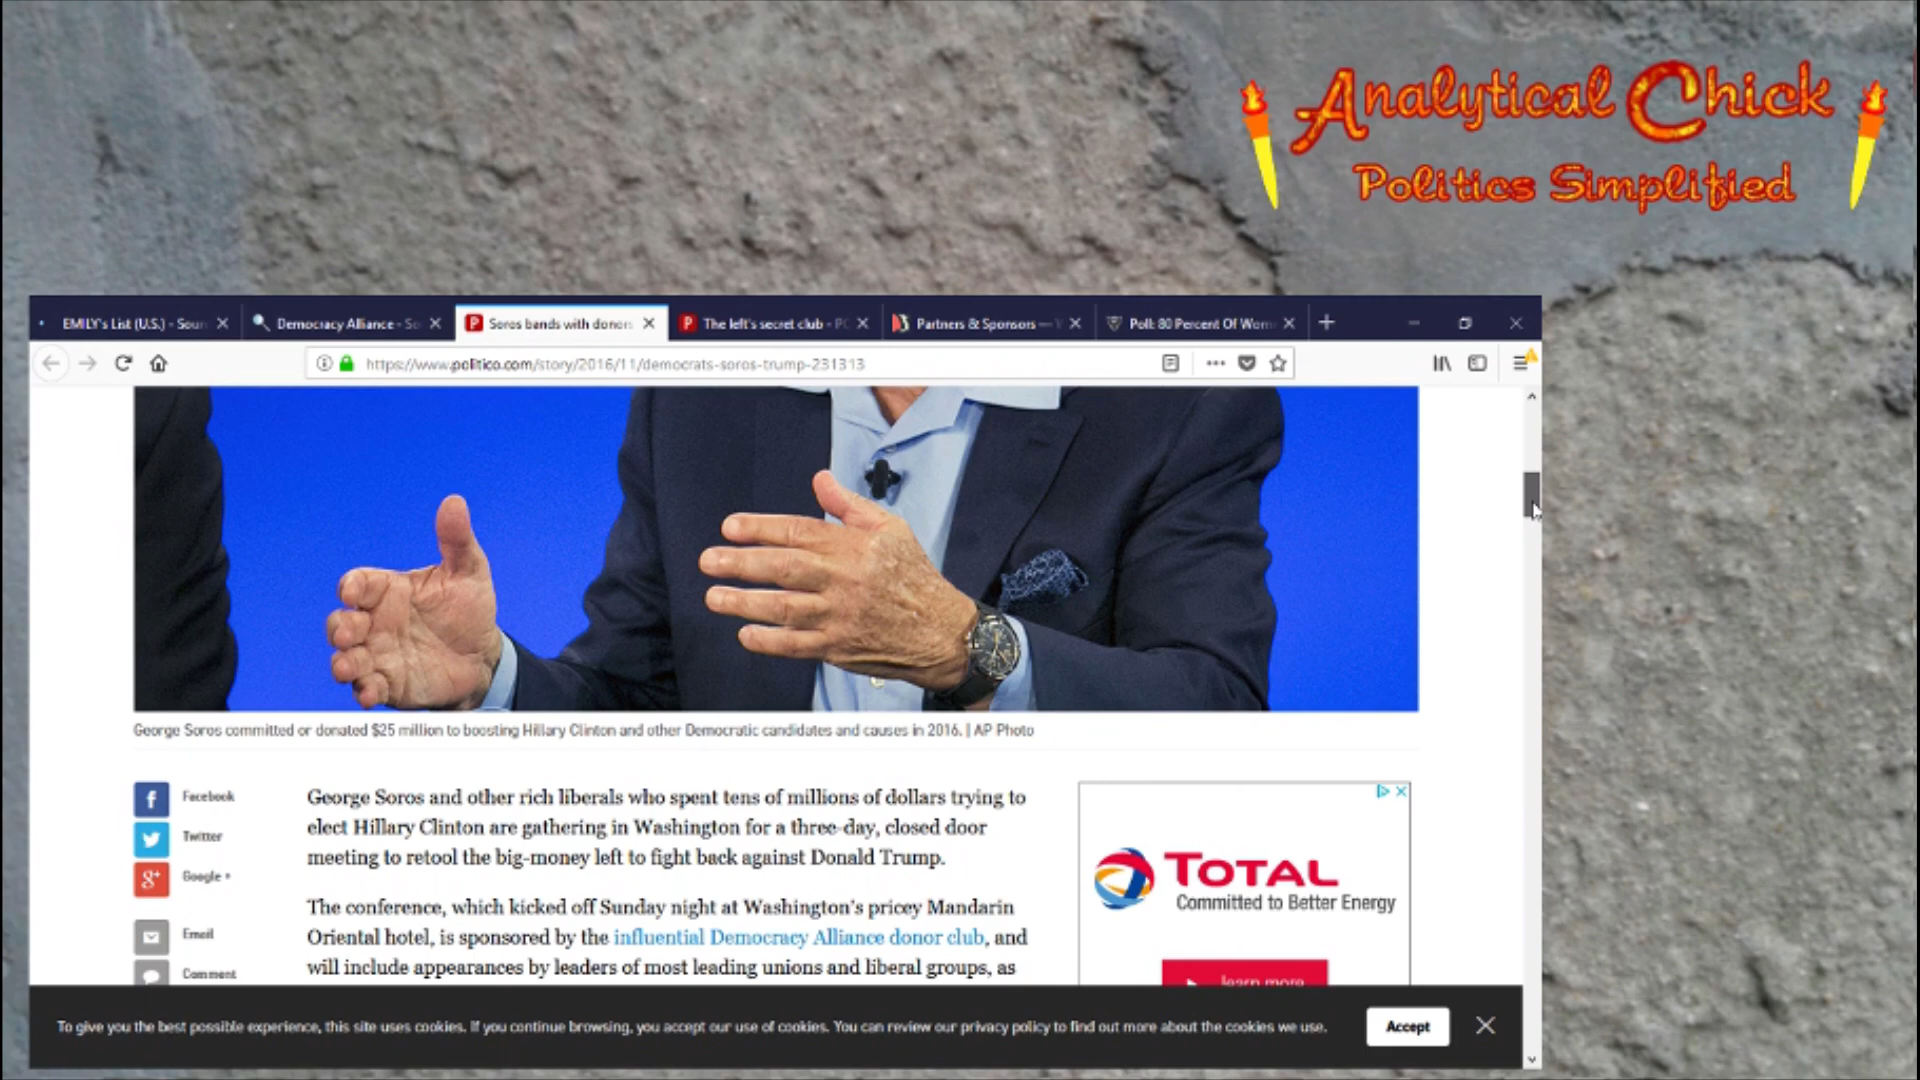 Analytical Chick
Politics Simplified
EMILY's List (U.S.) - Sour
Democracy Alliance - So
Soros bands with donors
The left's secret club - PO
Partners & Sponsors —
Poll: 80 Percent Of Wom
https://www.politico.com/story/2016/11/democrats-soros-trump-231313
George Soros committed or donated $25 million to boosting Hillary Clinton and other Democratic candidates and causes in 2016. | AP Photo
Facebook
Twitter
Google +
Email
Comment
George Soros and other rich liberals who spent tens of millions of dollars trying to
elect Hillary Clinton are gathering in Washington for a three-day, closed door
meeting to retool the big-money left to fight back against Donald Trump.
The conference, which kicked off Sunday night at Washington's pricey Mandarin
Oriental hotel, is sponsored by the influential Democracy Alliance donor club, and
will include appearances by leaders of most leading unions and liberal groups, as
TOTAL
Committed to Better Energy
learn more
To give you the best possible experience, this site uses cookies. If you continue browsing, you accept our use of cookies. You can review our privacy policy to find out more about the cookies we use.
Accept